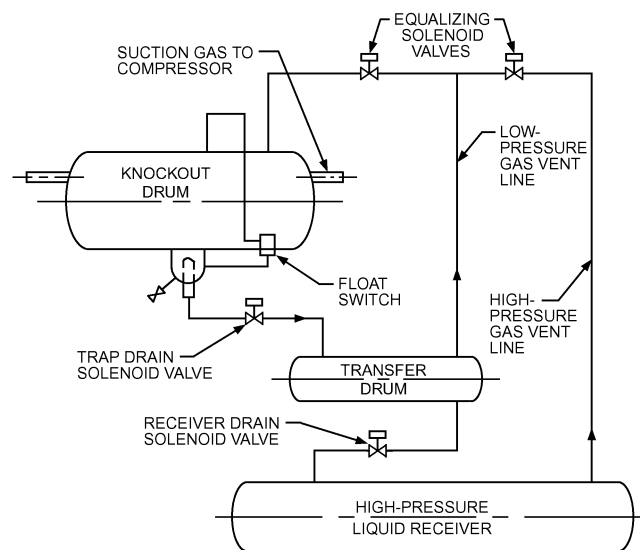 EQUALIZING
SOLENOID
VALVES
SUCTION GAS TO
COMPRESSOR
LOW-
PRESSURE
GAS VENT
LINE
KNOCKOUT
DRUM
FLOAT
SWITCH
HIGH-
PRESSURE
GAS VENT
LINE
TRAP DRAIN
SOLENOID VALVE
TRANSFER
DRUM
RECEIVER DRAIN
SOLENOID VALVE
HIGH-PRESSURE
LIQUID RECEIVER